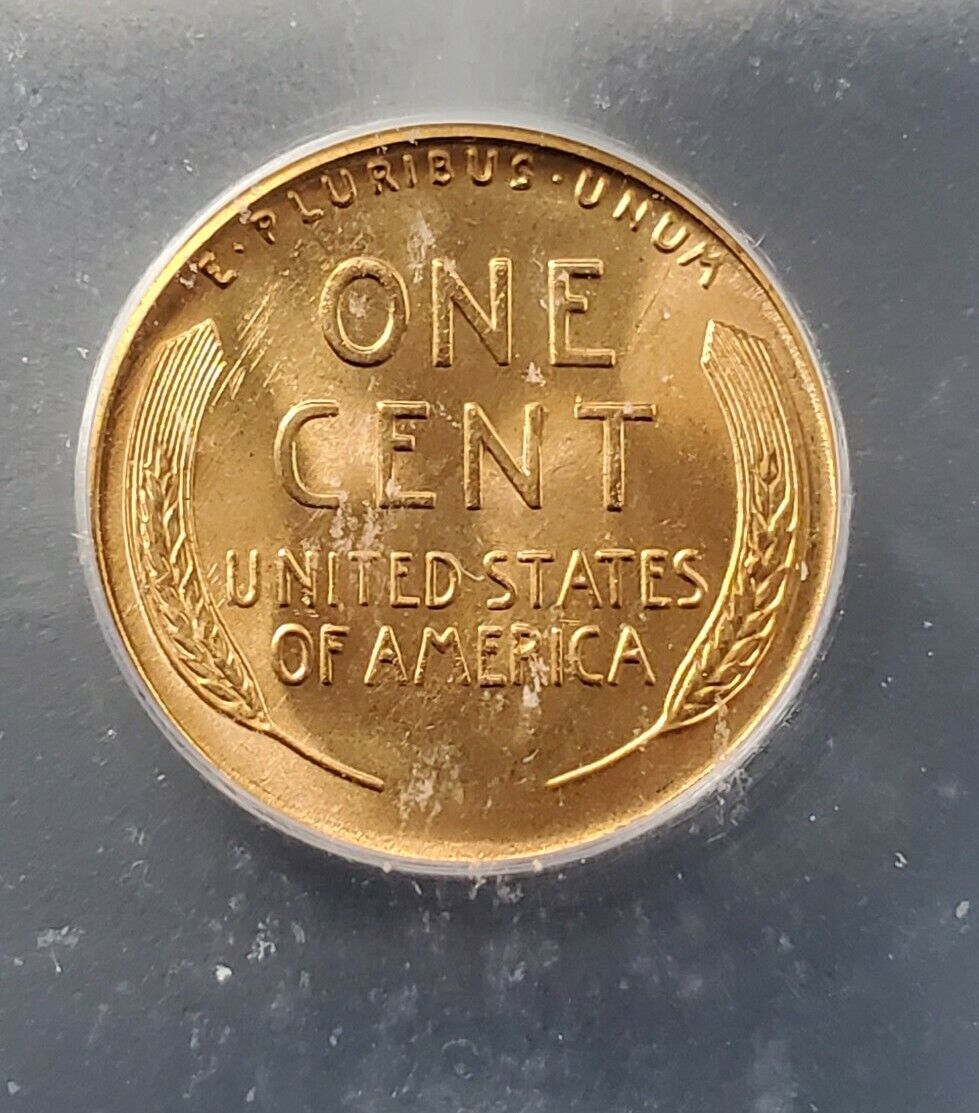 E·PLURIBUS·UNUM
ONE
CENT
UNITED STATES
OF AMERICA